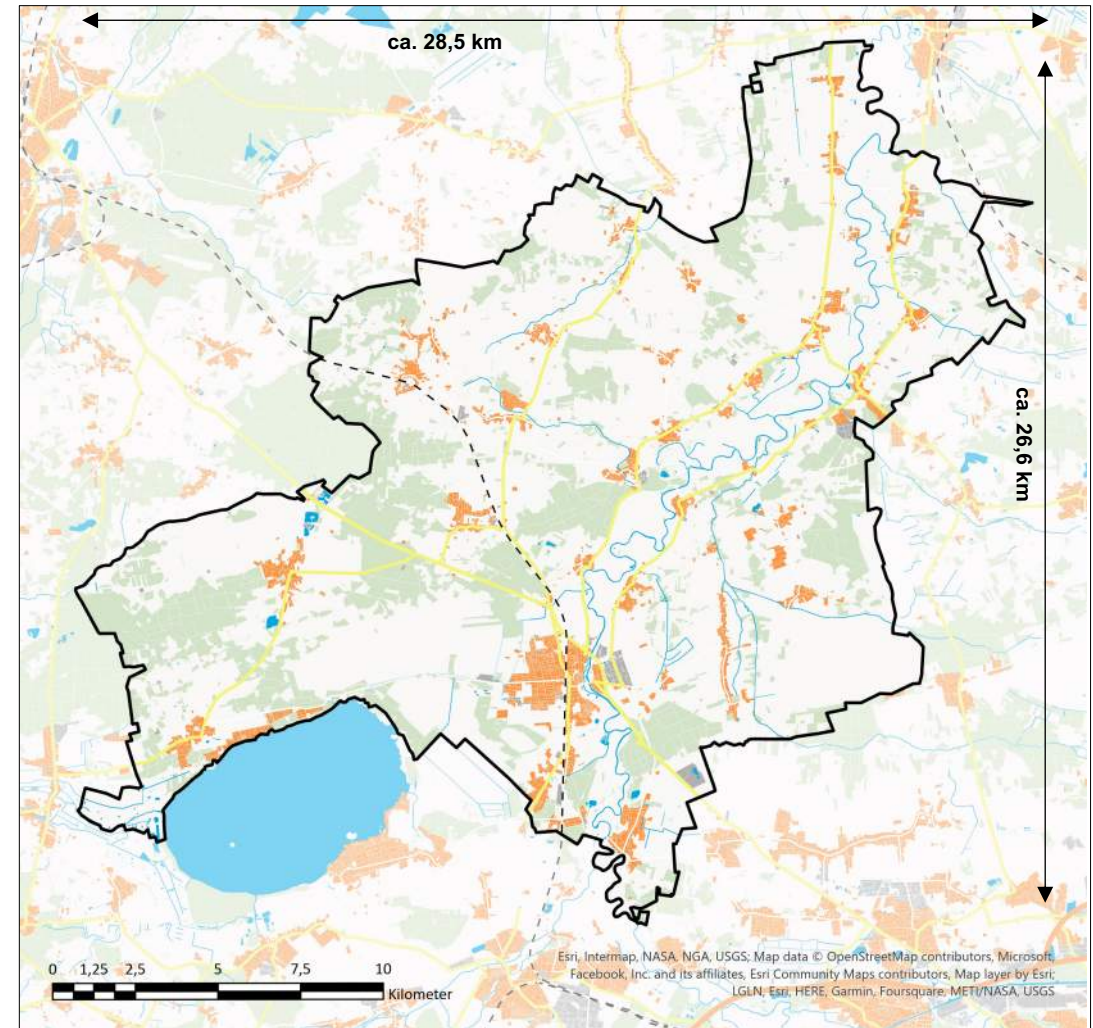 ca. 28,5 km
ca. 26,6 km
0 1,25 2,5 5 7,5 10
Kilometer
Esri, Intermap, NASA, NGA, USGS; Map data © OpenStreetMap contributors, Microsoft,
Facebook, Inc. and its affiliates, Esri Community Maps contributors, Map layer by Esri;
LGLN, Esri, HERE, Garmin, Foursquare, METI/NASA, USGS